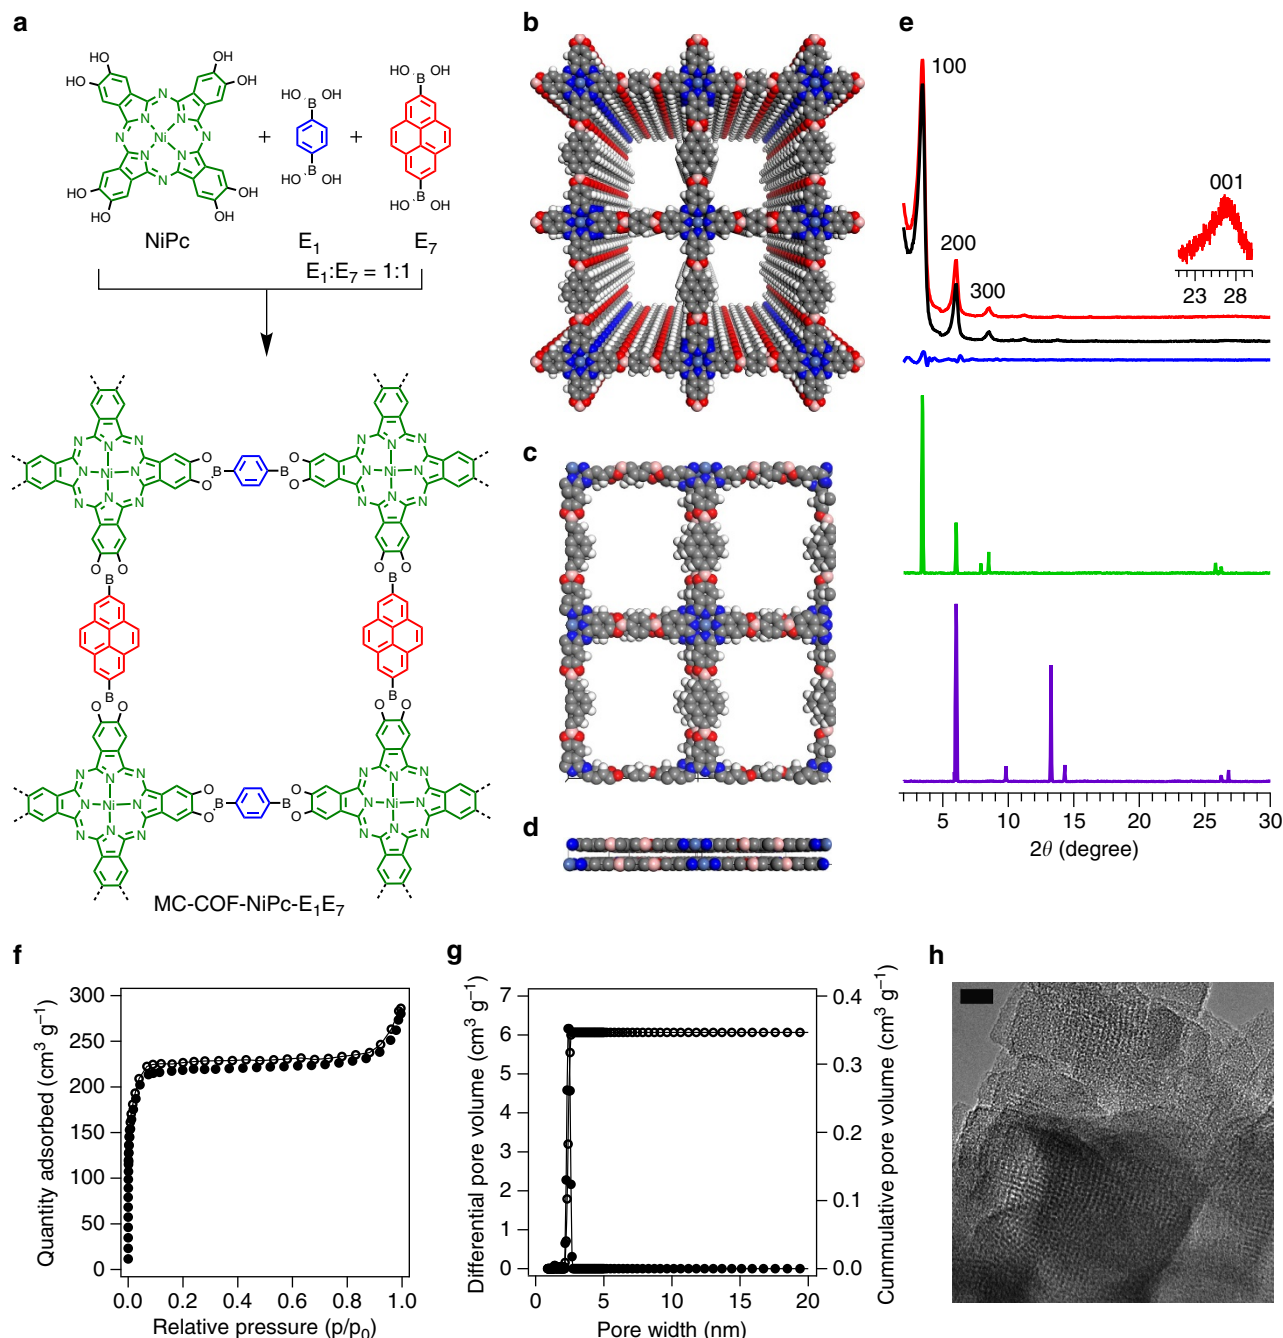 a
OH
OH
HO
HO
OH
OH
HO
HO
N
N
N
N
N
N
N
N
Ni
NiPc
+
HO
OH
B
B
HO
OH
E1
+
HO
OH
B
B
HO
OH
E7
E1:E7 = 1:1
N
N
N
N
N
N
N
N
Ni
O
O
B
B
O
O
N
N
N
N
N
N
N
N
Ni
O
O
O
O
B
B
B
B
O
O
O
O
N
N
N
N
N
N
N
N
Ni
O
O
B
B
O
O
N
N
N
N
N
N
N
N
Ni
MC-COF-NiPc-E1E7
b
c
d
e
100
200
300
001
23
28
5
10
15
20
25
30
2θ (degree)
f
300
250
200
150
100
50
0
0.0
0.2
0.4
0.6
0.8
1.0
Quantity adsorbed (cm³ g⁻¹)
Relative pressure (p/p₀)
g
7
6
5
4
3
2
1
0
Differential pore volume (cm³ g⁻¹)
0
5
10
15
20
Pore width (nm)
0.4
0.3
0.2
0.1
0.0
Cummulative pore volume (cm³ g⁻¹)
h